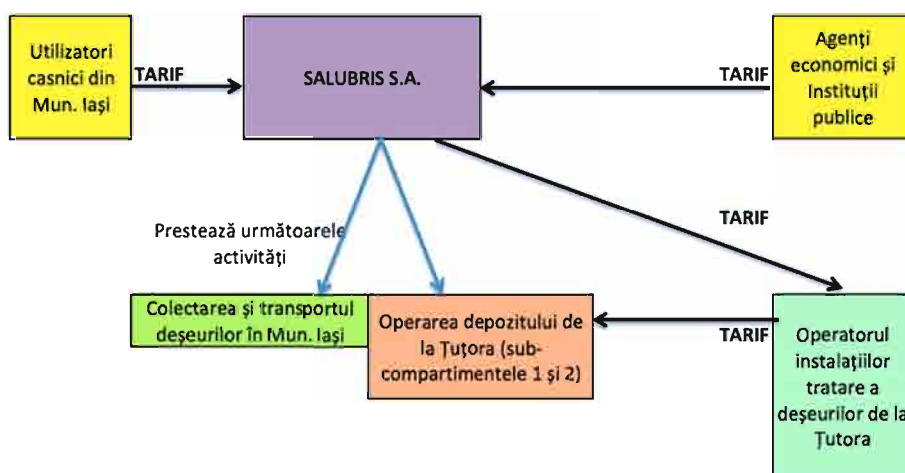 Utilizatori
casnici din
Mun. Iași
TARIF
SALUBRIS S.A.
TARIF
Agenți
economici și
Instituții
publice
TARIF
Prestează următoarele
activități
Colectarea și transportul
deșeurilor în Mun. Iași
Operarea depozitului de
la Țuțora (sub-
compartimentele 1 și 2)
TARIF
Operatorul
instalațiilor
tratare a
deșeurilor de la
Țutora